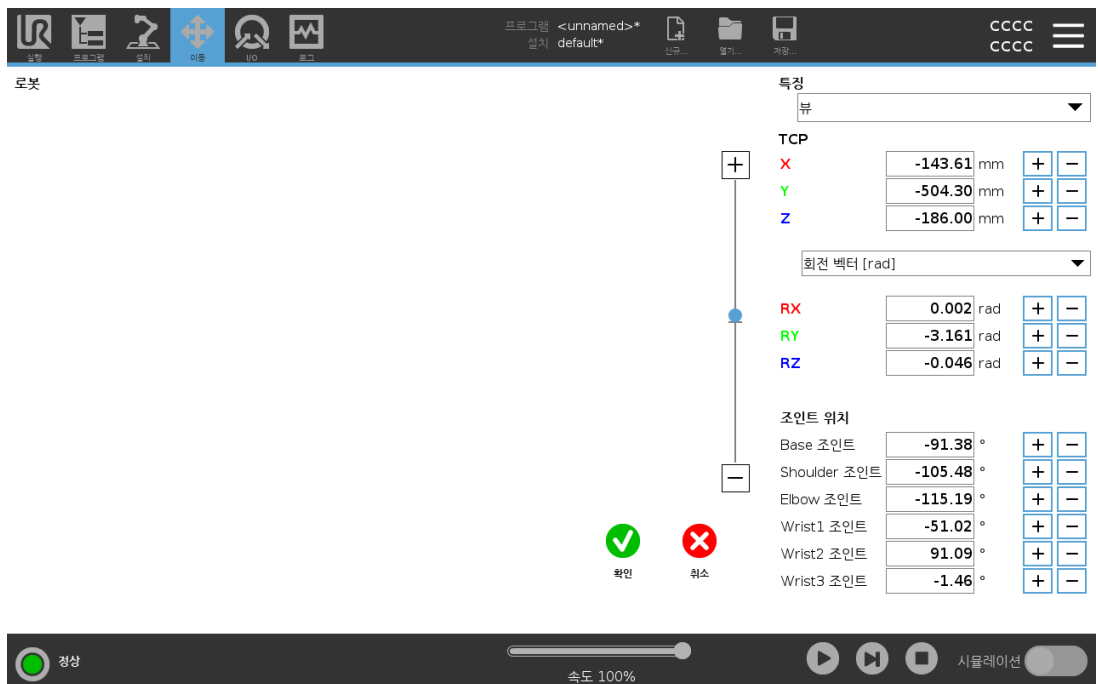 UR
실행
프로그램
설치
이동
I/O
로그
프로그램 <unnamed>*
설치 default*
신규...
열기...
저장...
CCCC
CCCC
로봇
특징
뷰
TCP
X -143.61 mm + −
Y -504.30 mm + −
Z -186.00 mm + −
회전 벡터 [rad]
RX 0.002 rad + −
RY -3.161 rad + −
RZ -0.046 rad + −
조인트 위치
Base 조인트 -91.38 ° + −
Shoulder 조인트 -105.48 ° + −
Elbow 조인트 -115.19 ° + −
Wrist1 조인트 -51.02 ° + −
Wrist2 조인트 91.09 ° + −
Wrist3 조인트 -1.46 ° + −
확인
취소
정상
속도 100%
시뮬레이션